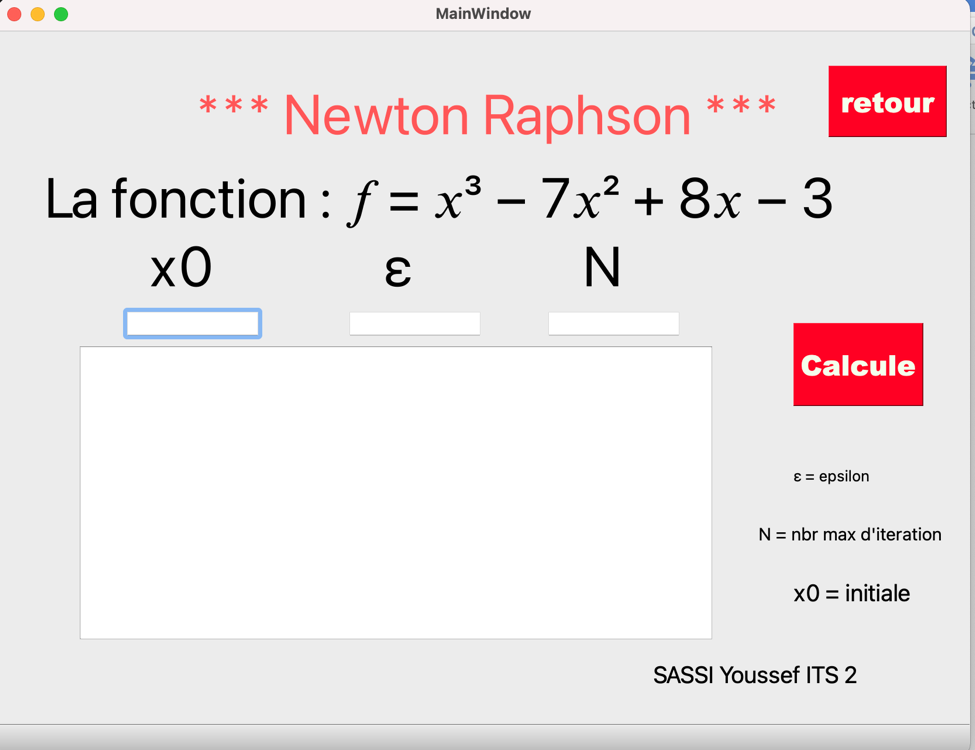 MainWindow
*** Newton Raphson ***
retour
La fonction : 𝑓 = 𝑥³ − 7𝑥² + 8𝑥 − 3
x0 ε N
Calcule
ε = epsilon
N = nbr max d'iteration
x0 = initiale
SASSI Youssef ITS 2